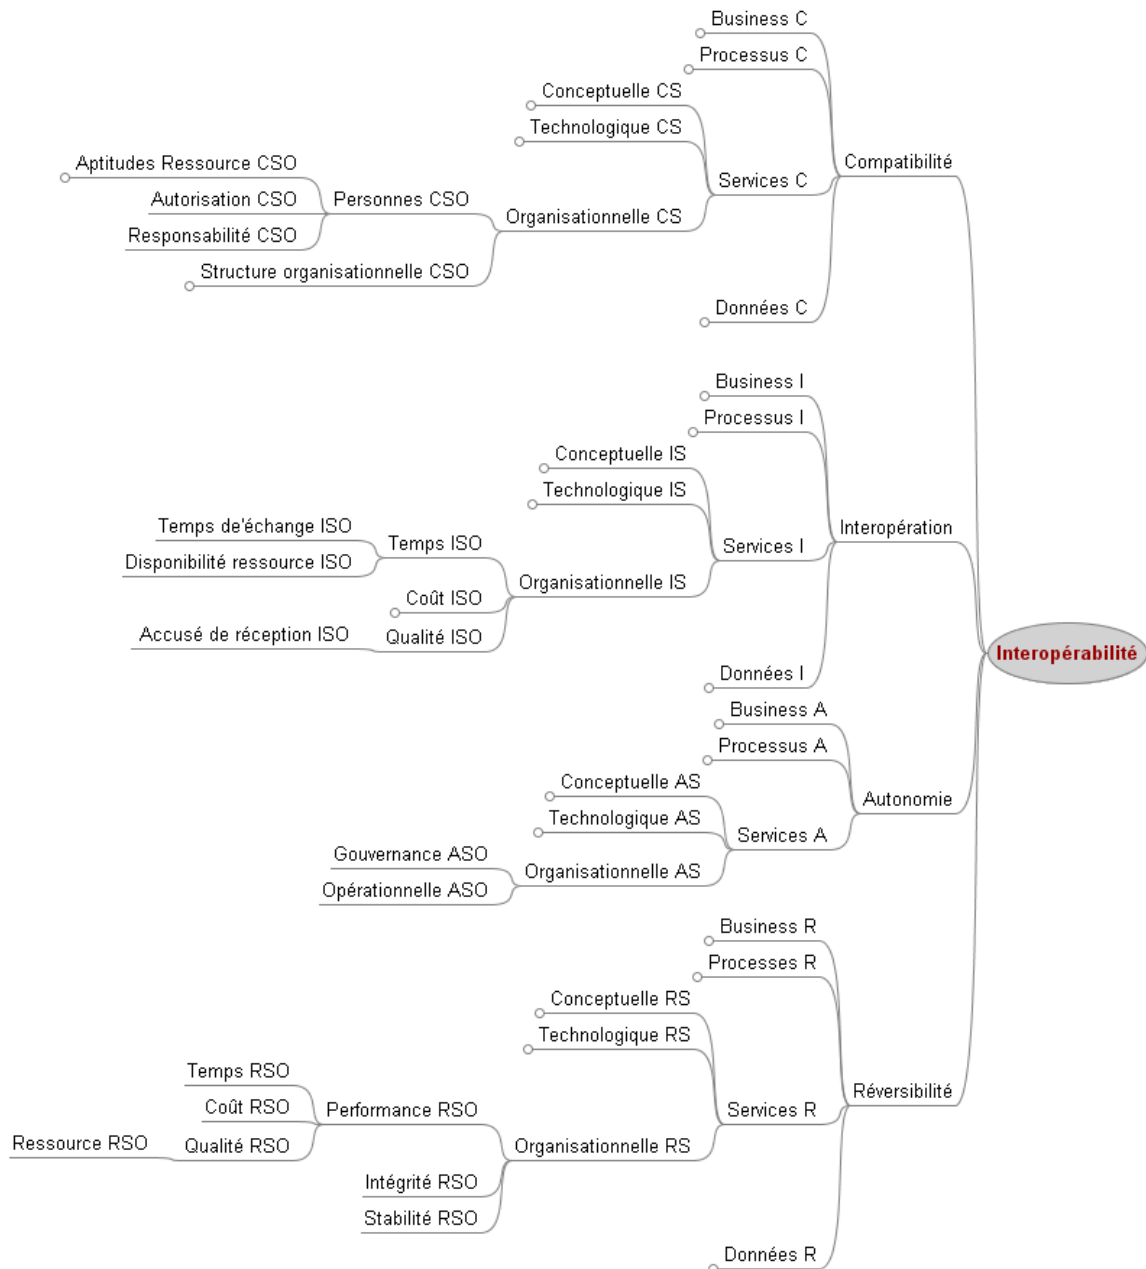 Business C
Processus C
Conceptuelle CS
Technologique CS
Compatibilité
Aptitudes Ressource CSO
Services C
Autorisation CSO
Personnes CSO
Organisationnelle CS
Responsabilité CSO
Structure organisationnelle CSO
Données C
Business I
Processus I
Conceptuelle IS
Technologique IS
Temps de'échange ISO
Interopération
Temps ISO
Services I
Disponibilité ressource ISO
Organisationnelle IS
Coût ISO
Accusé de réception ISO
Qualité ISO
Interopérabilité
Données I
Business A
Processus A
Conceptuelle AS
Autonomie
Technologique AS
Services A
Gouvernance ASO
Organisationnelle AS
Opérationnelle ASO
Business R
Processes R
Conceptuelle RS
Technologique RS
Temps RSO
Réversibilité
Coût RSO
Performance RSO
Services R
Ressource RSO
Qualité RSO
Organisationnelle RS
Intégrité RSO
Stabilité RSO
Données R